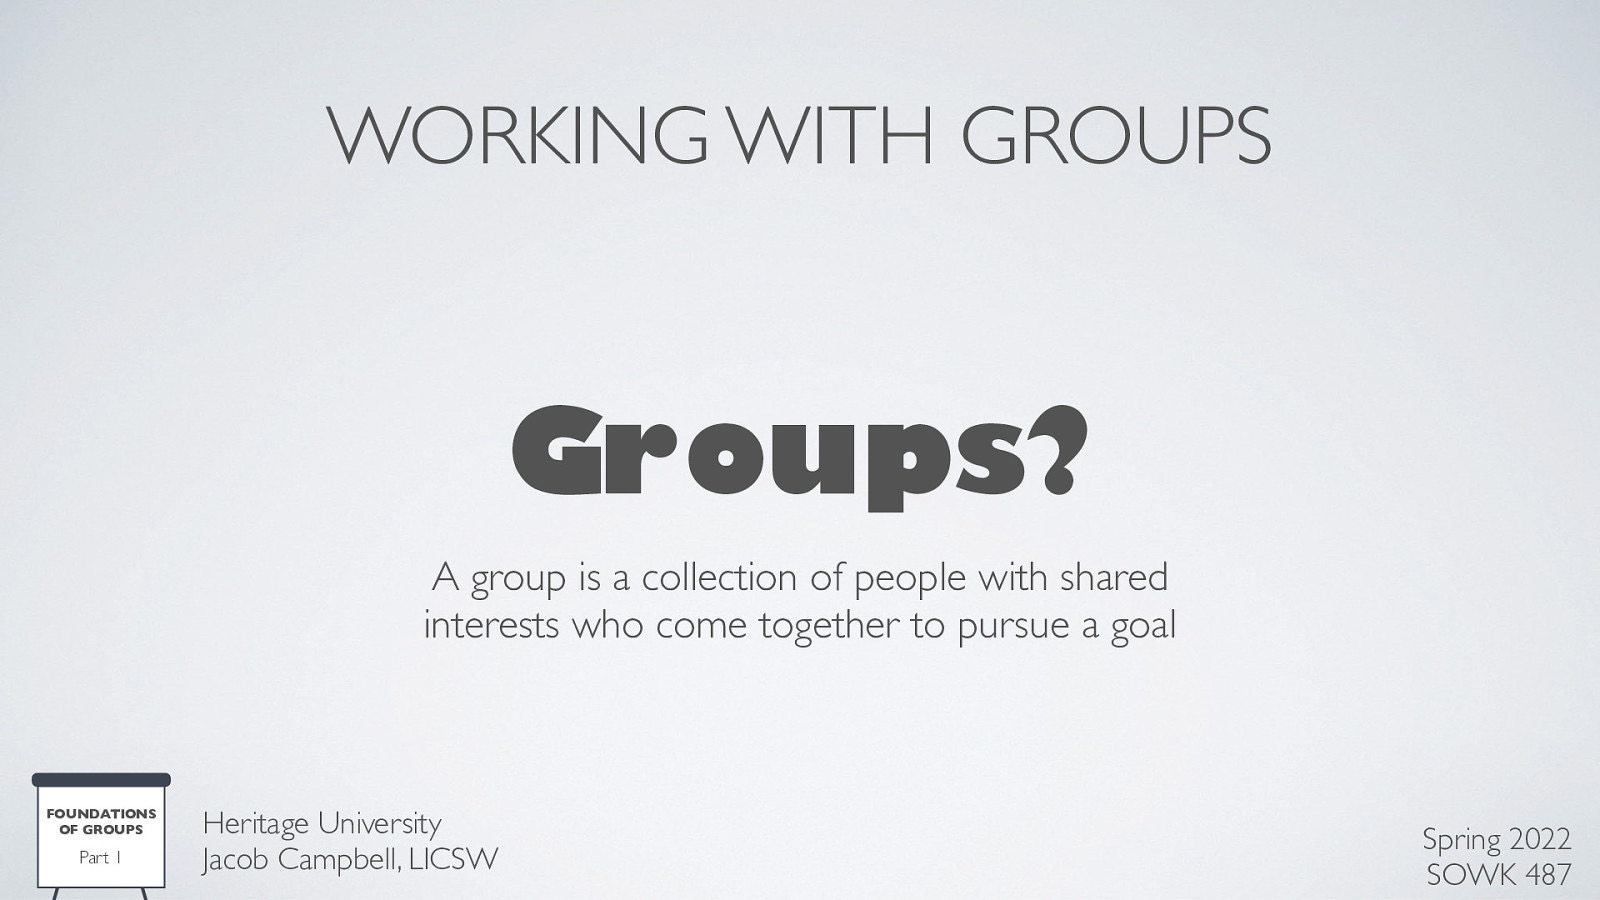 WORKING WITH GROUPS
Groups?
A group is a collection of people with shared
interests who come together to pursue a goal
FOUNDATIONS
OF GROUPS
Part 1
Heritage University
Jacob Campbell, LICSW
Spring 2022
SOWK 487